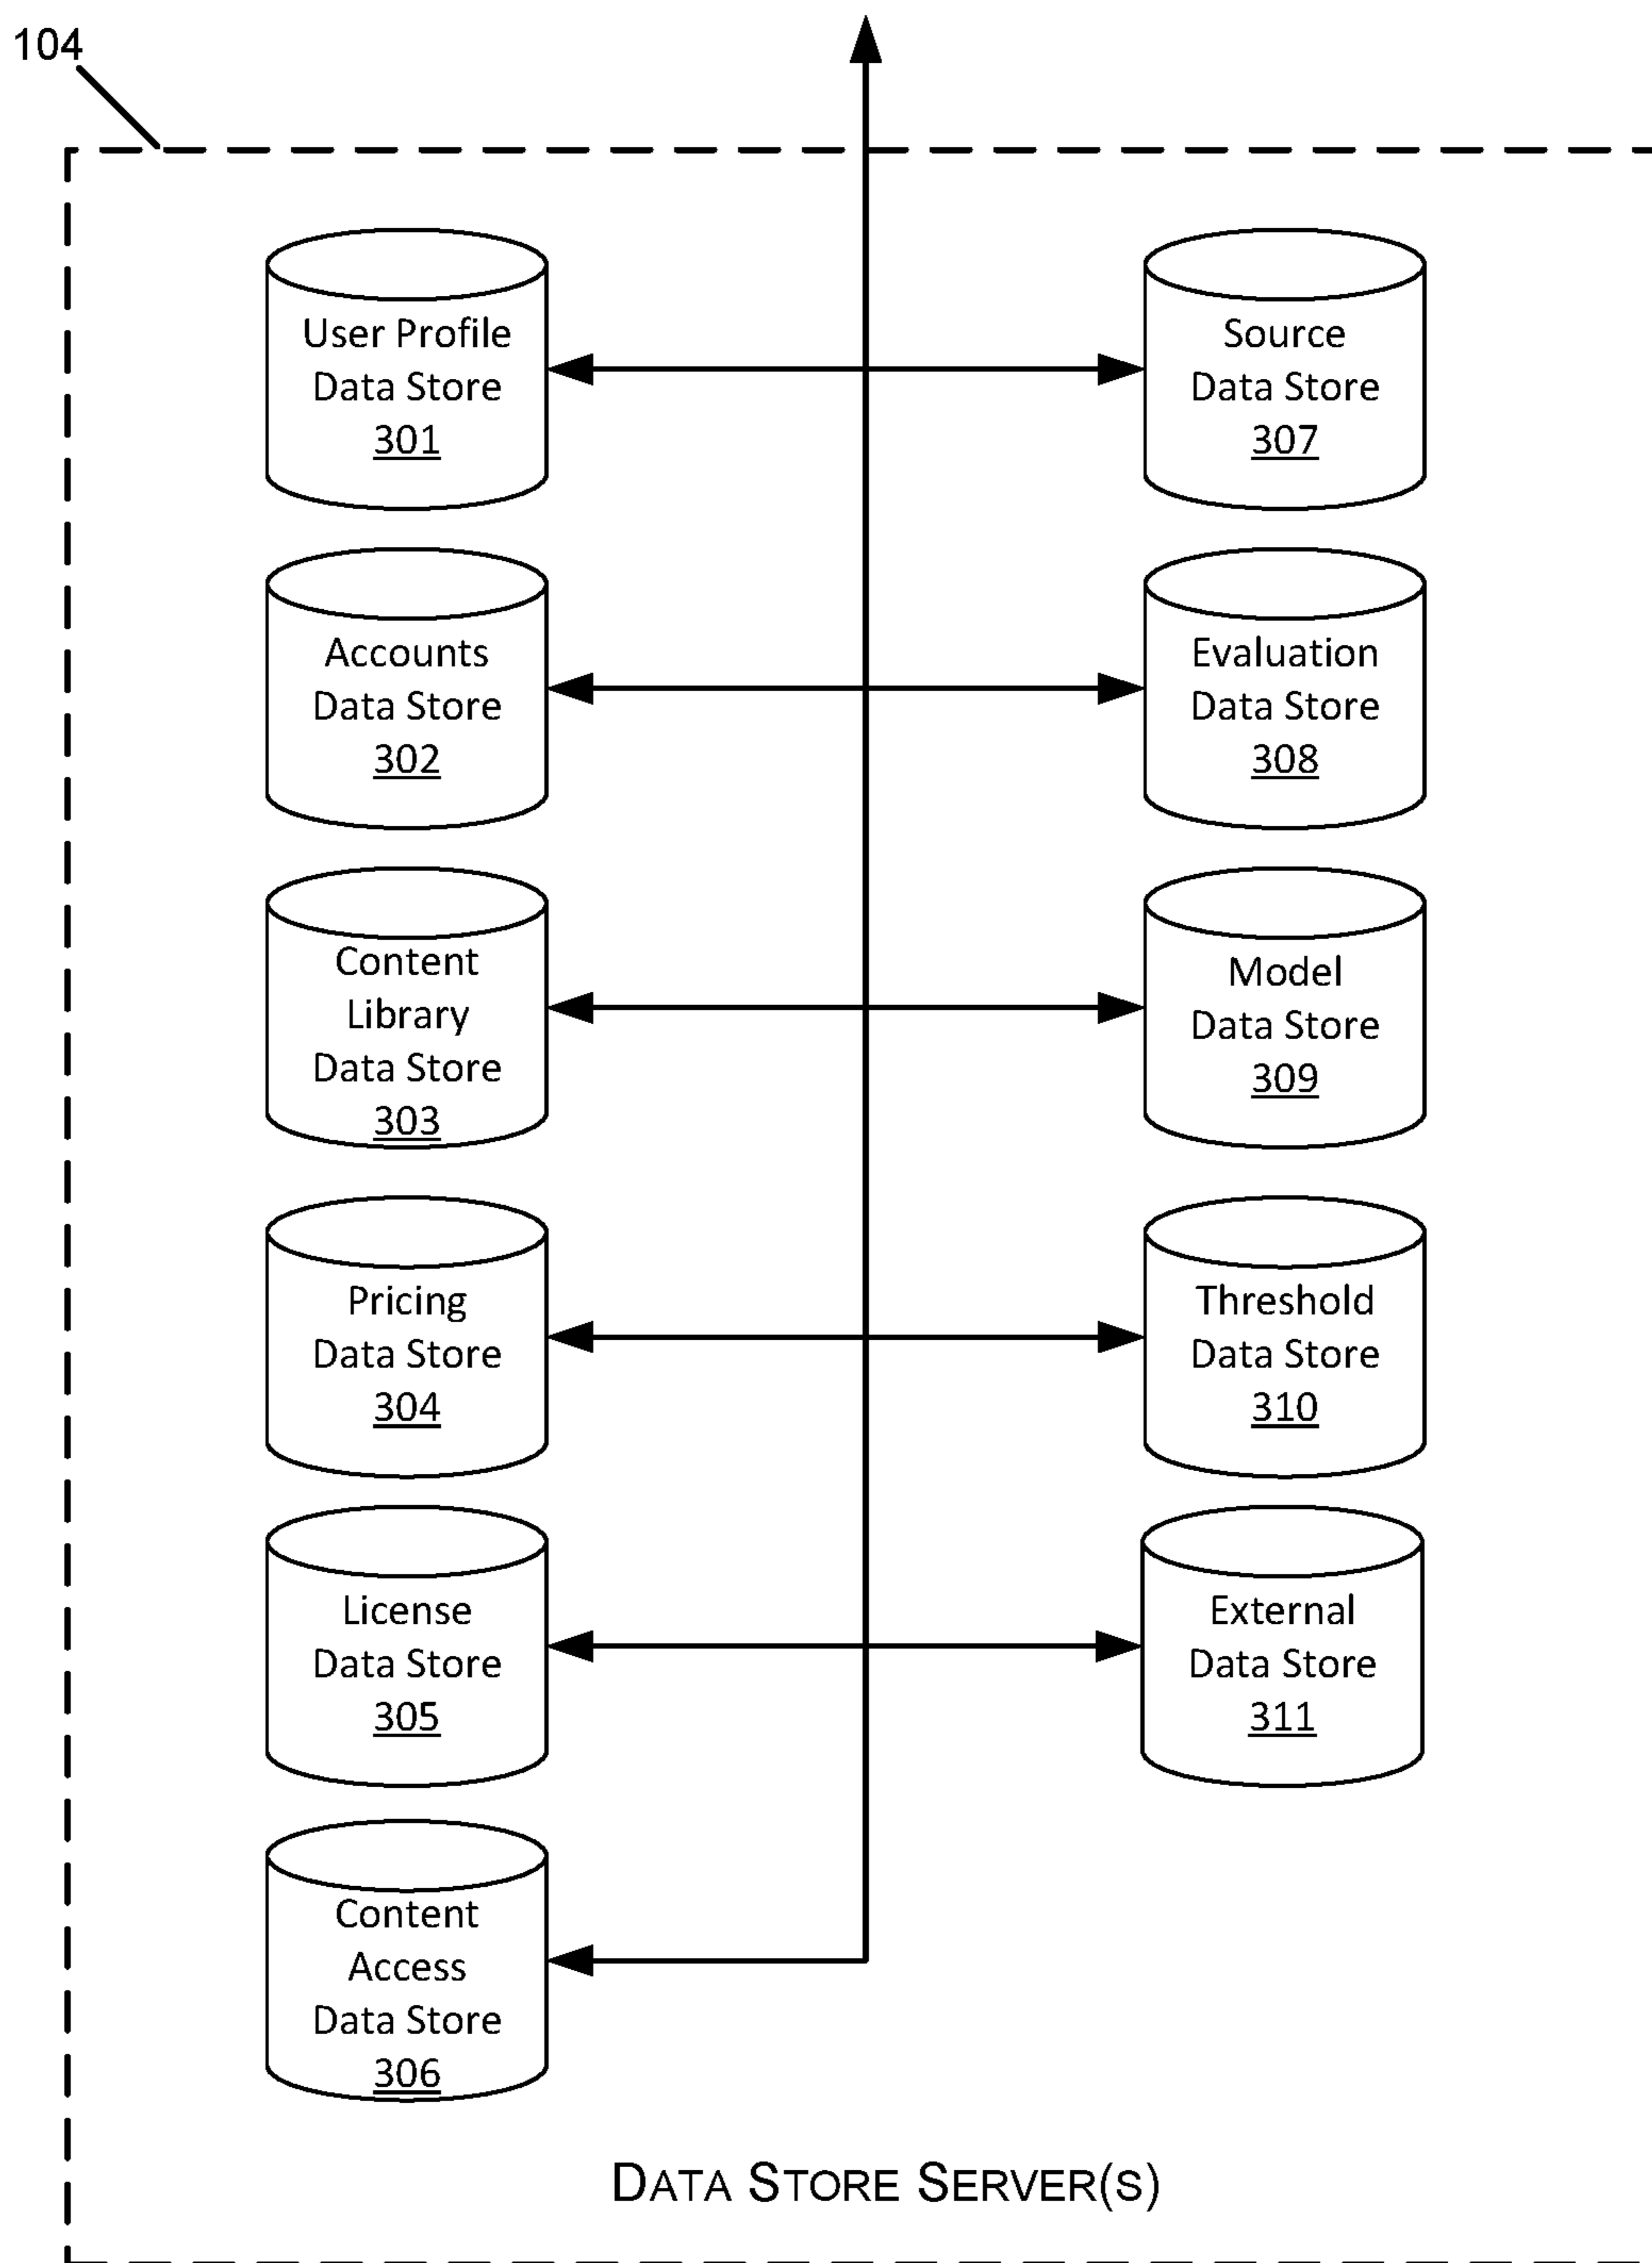 104
User Profile
Data Store
301
Source
Data Store
307
Accounts
Data Store
302
Evaluation
Data Store
308
Content
Library
Data Store
303
Model
Data Store
309
Pricing
Data Store
304
Threshold
Data Store
310
License
Data Store
305
External
Data Store
311
Content
Access
Data Store
306
DATA STORE SERVER(S)